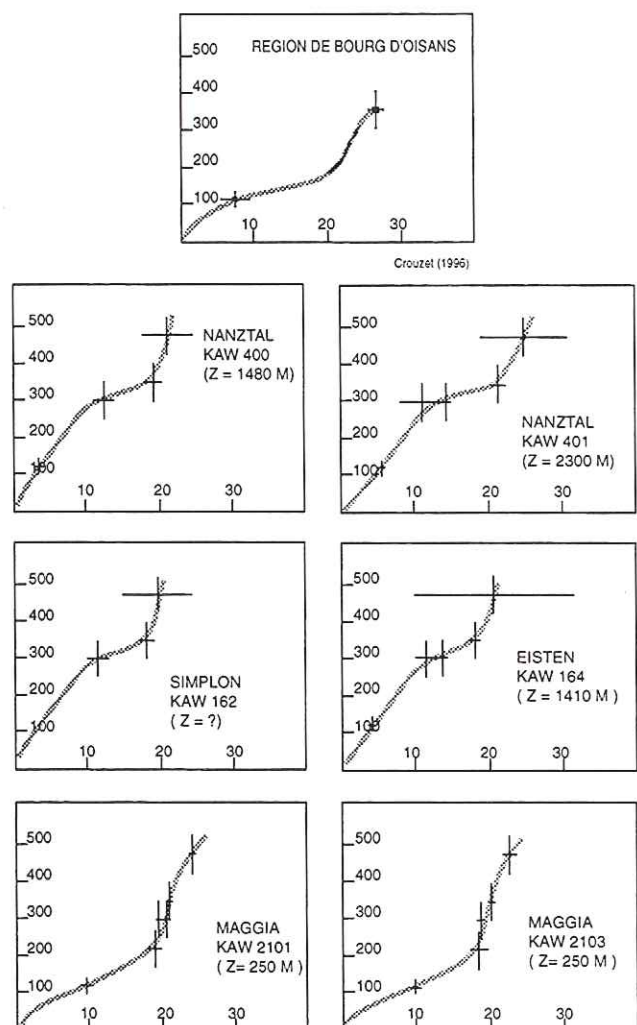 REGION DE BOURG D'OISANS
500
400
300
200
100
10 20 30
Crouzet (1996)
500
400
300
200
100
10 20 30
NANZTAL
KAW 400
(Z = 1480 M)
500
400
300
200
100
10 20 30
NANZTAL
KAW 401
(Z = 2300 M)
500
400
300
200
100
10 20 30
SIMPLON
KAW 162
( Z = ?)
500
400
300
200
100
10 20 30
EISTEN
KAW 164
( Z = 1410 M )
500
400
300
200
100
10 20 30
MAGGIA
KAW 2101
( Z= 250 M )
500
400
300
200
100
10 20 30
MAGGIA
KAW 2103
( Z= 250 M )